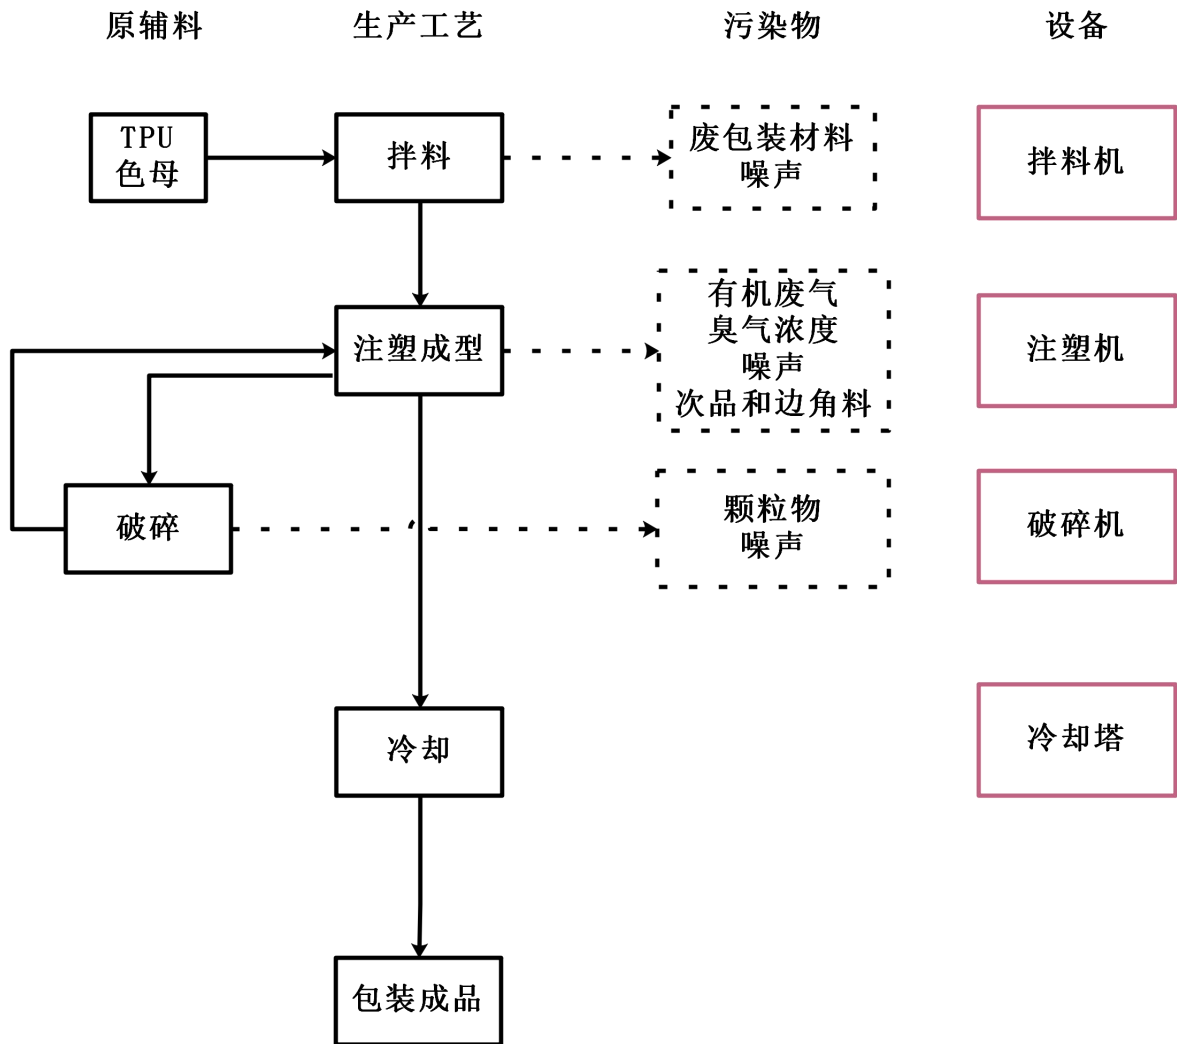 原辅料 生产工艺 污染物 设备
TPU
色母
拌料
废包装材料
噪声
拌料机
注塑成型
有机废气
臭气浓度
噪声
次品和边角料
注塑机
破碎
颗粒物
噪声
破碎机
冷却
冷却塔
包装成品